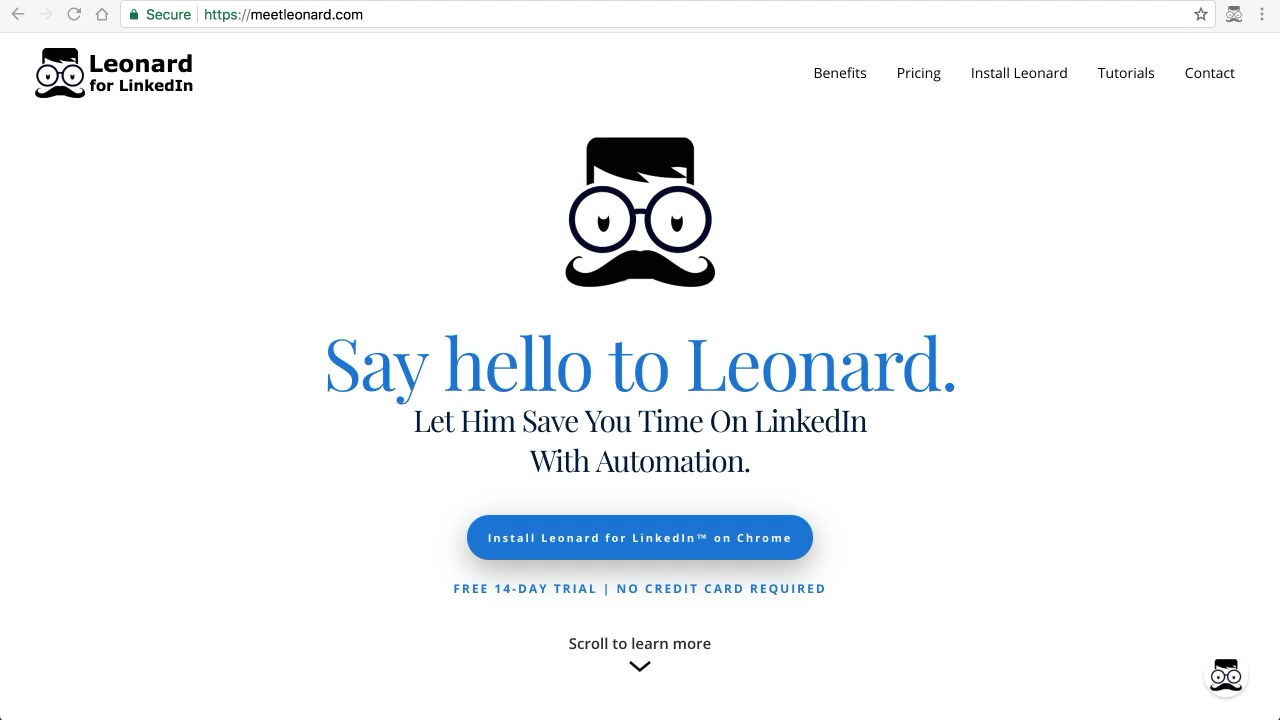 Secure https://meetleonard.com
Leonard
for LinkedIn
Benefits Pricing Install Leonard Tutorials Contact
Say hello to Leonard.
Let Him Save You Time On LinkedIn
With Automation.
Install Leonard for LinkedIn™ on Chrome
FREE 14-DAY TRIAL | NO CREDIT CARD REQUIRED
Scroll to learn more